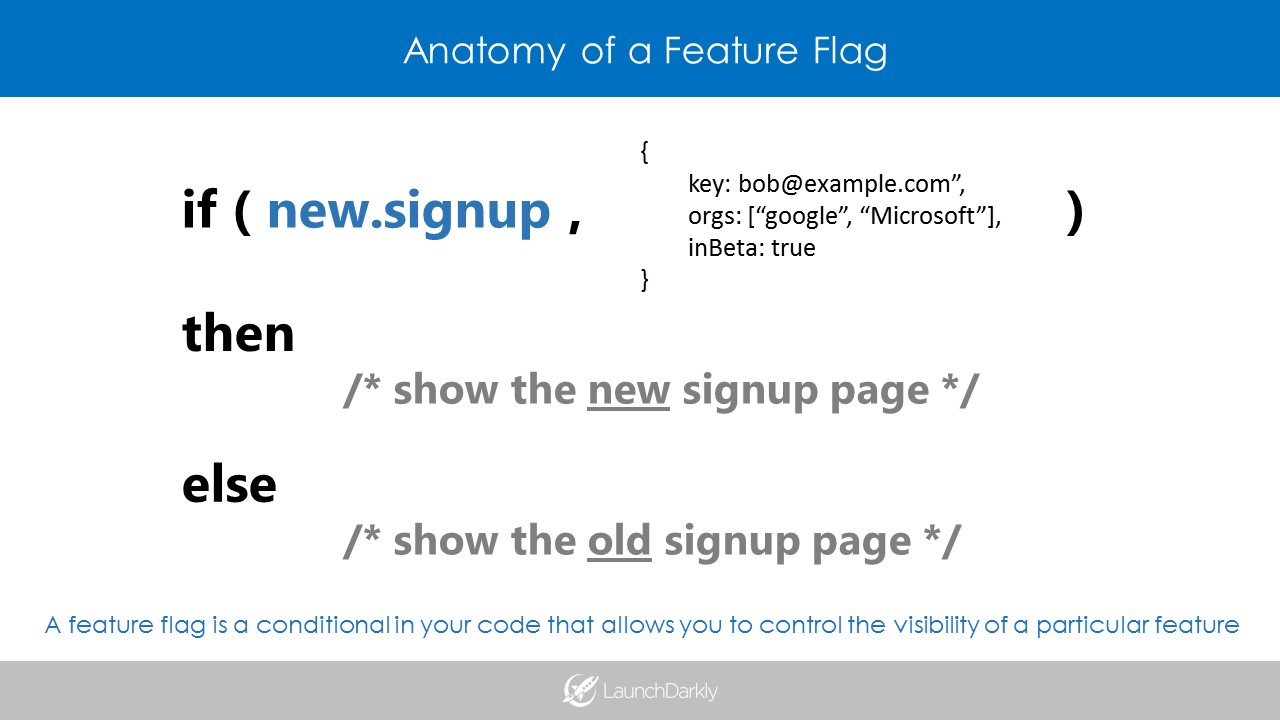 Anatomy of a Feature Flag
{
key: bob@example.com”,
if ( new.signup , orgs: [“google”, “Microsoft”], )
inBeta: true
}
then
/* show the new signup page */
else
/* show the old signup page */
A feature flag is a conditional in your code that allows you to control the visibility of a particular feature
LaunchDarkly